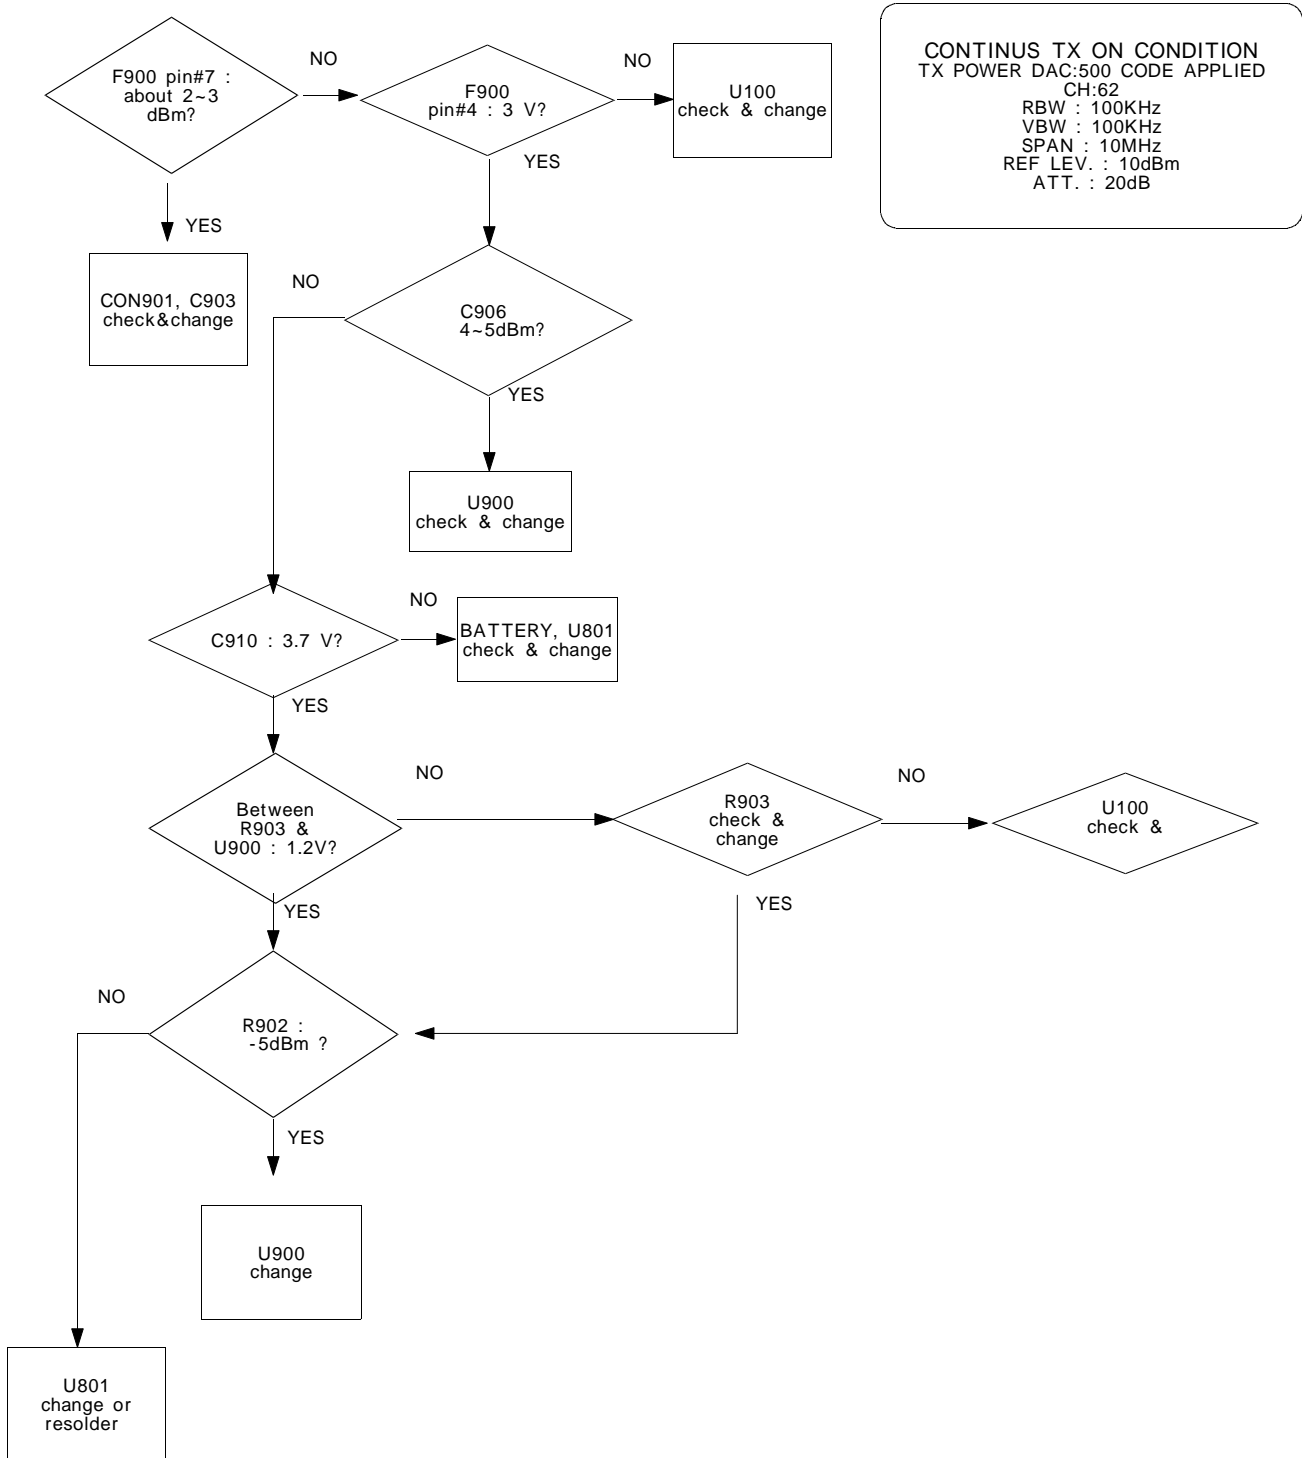 F900 pin#7 :
about 2~3
dBm?
NO
F900
pin#4 : 3 V?
NO
U100
check & change
CONTINUS TX ON CONDITION
TX POWER DAC:500 CODE APPLIED
CH:62
RBW : 100KHz
VBW : 100KHz
SPAN : 10MHz
REF LEV. : 10dBm
ATT. : 20dB
YES
YES
CON901, C903
check&change
NO
C906
4~5dBm?
YES
U900
check & change
C910 : 3.7 V?
NO
BATTERY, U801
check & change
YES
Between
R903 &
U900 : 1.2V?
NO
R903
check &
change
NO
U100
check &
YES
YES
NO
R902 :
-5dBm ?
YES
U900
change
U801
change or
resolder